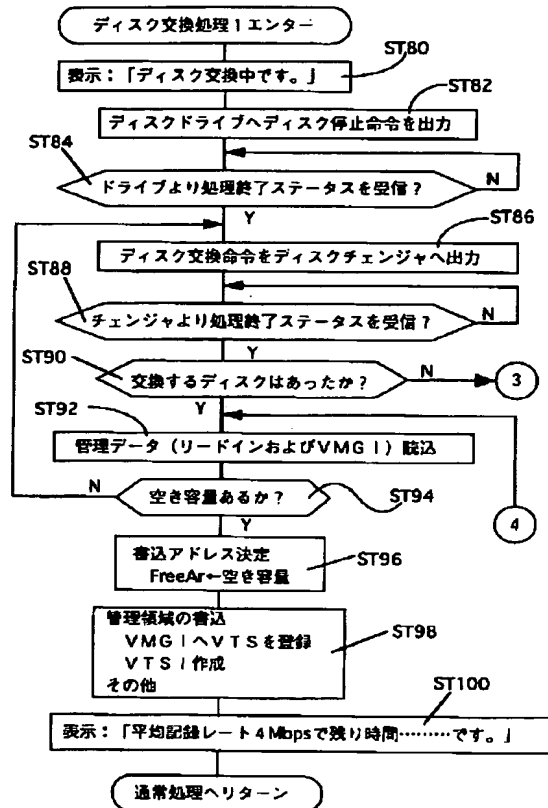 ディスク交換処理1エンター
ST80
表示:「ディスク交換中です。」
ST82
ディスクドライブへディスク停止命令を出力
ST84
ドライブより処理終了ステータスを受信?
N
Y
ST86
ディスク交換命令をディスクチェンジャへ出力
ST88
チェンジャより処理終了ステータスを受信?
N
Y
ST90
交換するディスクはあったか?
N
3
Y
ST92
管理データ(リードインおよびVMGI)読込
N
空き容量あるか?
ST94
4
Y
書込アドレス決定
FreeAr←空き容量
ST96
管理領域の書込
VMGIへVTSを登録
VTSI作成
その他
ST98
ST100
表示:「平均記録レート4Mbpsで残り時間………です。」
通常処理へリターン